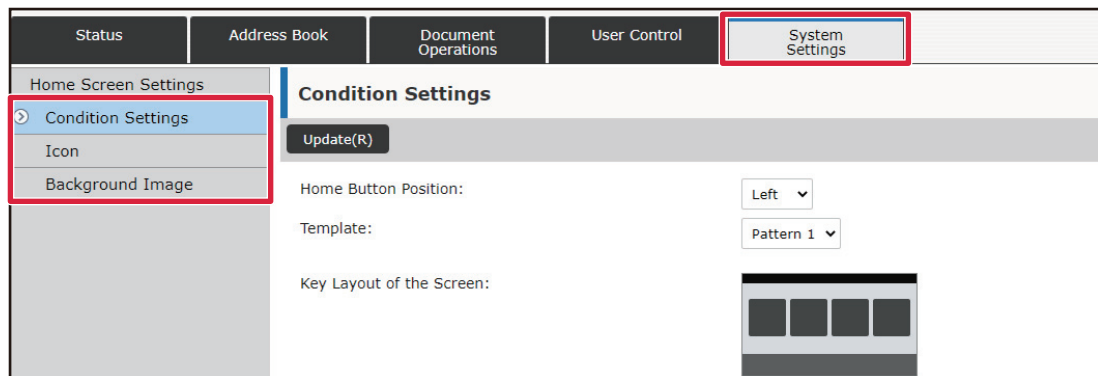 Status
Address Book
Document
Operations
User Control
System
Settings
Home Screen Settings
Condition Settings
Icon
Background Image
Condition Settings
Update(R)
Home Button Position:
Left
Template:
Pattern 1
Key Layout of the Screen: